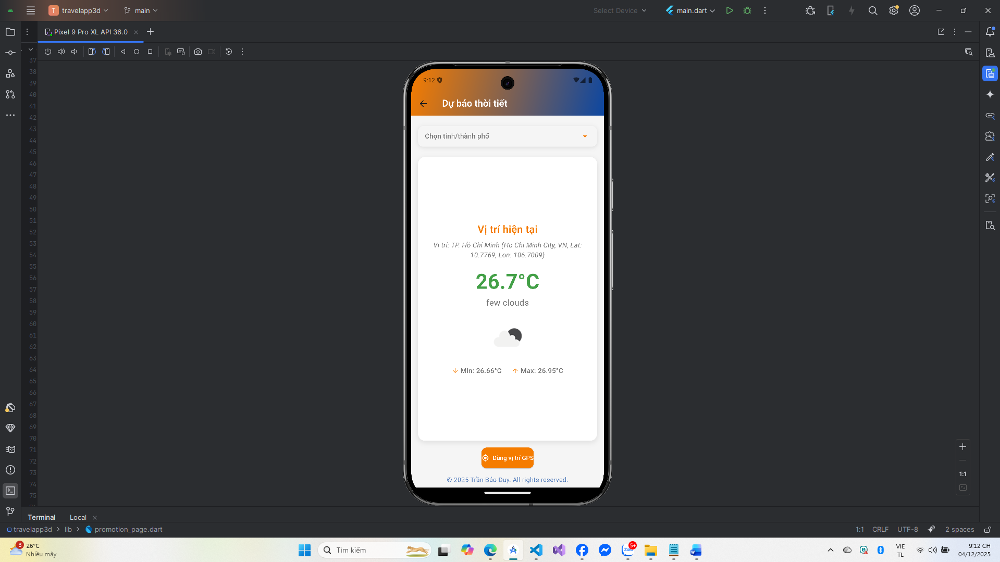 T travelapp3d
main
Select Device
main.dart
Pixel 9 Pro XL API 36.0
37
38
39
40
41
42
43
44
45
46
47
48
49
50
51
52
53
54
55
56
57
58
59
60
61
62
63
64
65
66
67
68
69
70
71
72
73
74
75
9:12
Dự báo thời tiết
Chọn tỉnh/thành phố
Vị trí hiện tại
Vị trí: TP. Hồ Chí Minh (Ho Chi Minh City, VN, Lat:
10.7769, Lon: 106.7009)
26.7°C
few clouds
Min: 26.66°C
Max: 26.95°C
Dùng vị trí GPS
© 2025 Trần Bảo Duy. All rights reserved.
1:1
Terminal
Local
travelapp3d > lib > promotion_page.dart
1:1
CRLF
UTF-8
2 spaces
3
26°C
Nhiều mây
Tìm kiếm
Zalo
5+
VIE
TL
9:12 CH
04/12/2025